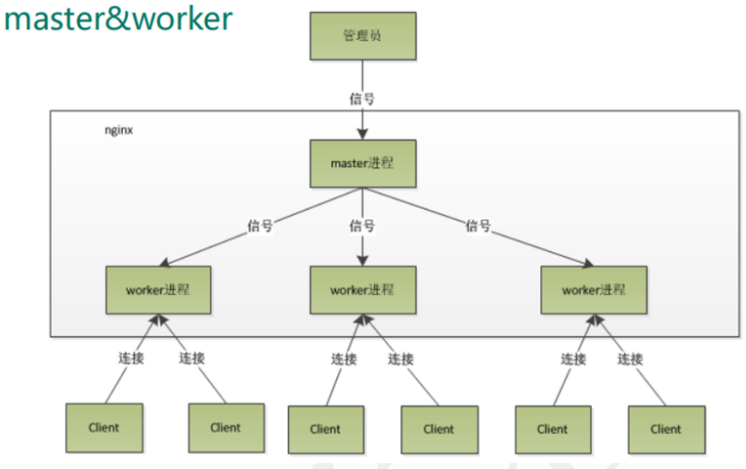 master&worker
管理员
信号
nginx
master进程
信号 信号 信号
worker进程 worker进程 worker进程
连接 连接 连接 连接 连接 连接
Client Client Client Client Client Client